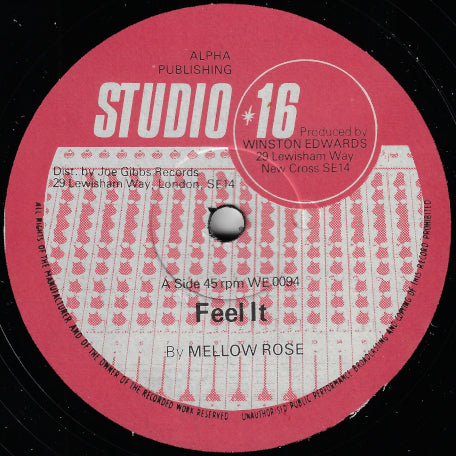 ALPHA
PUBLISHING
STUDIO *16
Produced by
WINSTON EDWARDS
29 Lewisham Way
New Cross SE14
Dist. by Joe Gibbs Records
29 Lewisham Way, London, SE14
A Side 45 rpm WE 0094
Feel It
By MELLOW ROSE
ALL RIGHTS OF THE MANUFACTURER AND OF THE OWNER OF THE RECORDED WORK RESERVED
UNAUTHORISED PUBLIC PERFORMANCE BROADCASTING AND COPYING OF THIS RECORD PROHIBITED